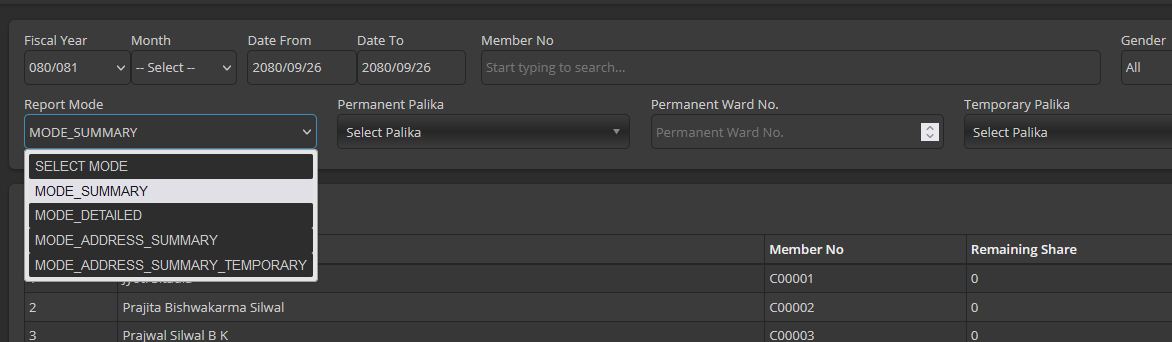 Fiscal Year Month Date From Date To Member No Gender
080/081 -- Select -- 2080/09/26 2080/09/26 Start typing to search... All
Report Mode Permanent Palika Permanent Ward No. Temporary Palika
MODE_SUMMARY Select Palika Permanent Ward No. Select Palika
SELECT MODE
MODE_SUMMARY
MODE_DETAILED
MODE_ADDRESS_SUMMARY
MODE_ADDRESS_SUMMARY_TEMPORARY
Member No Remaining Share
C00001 0
2 Prajita Bishwakarma Silwal C00002 0
3 Prajwal Silwal B K C00003 0